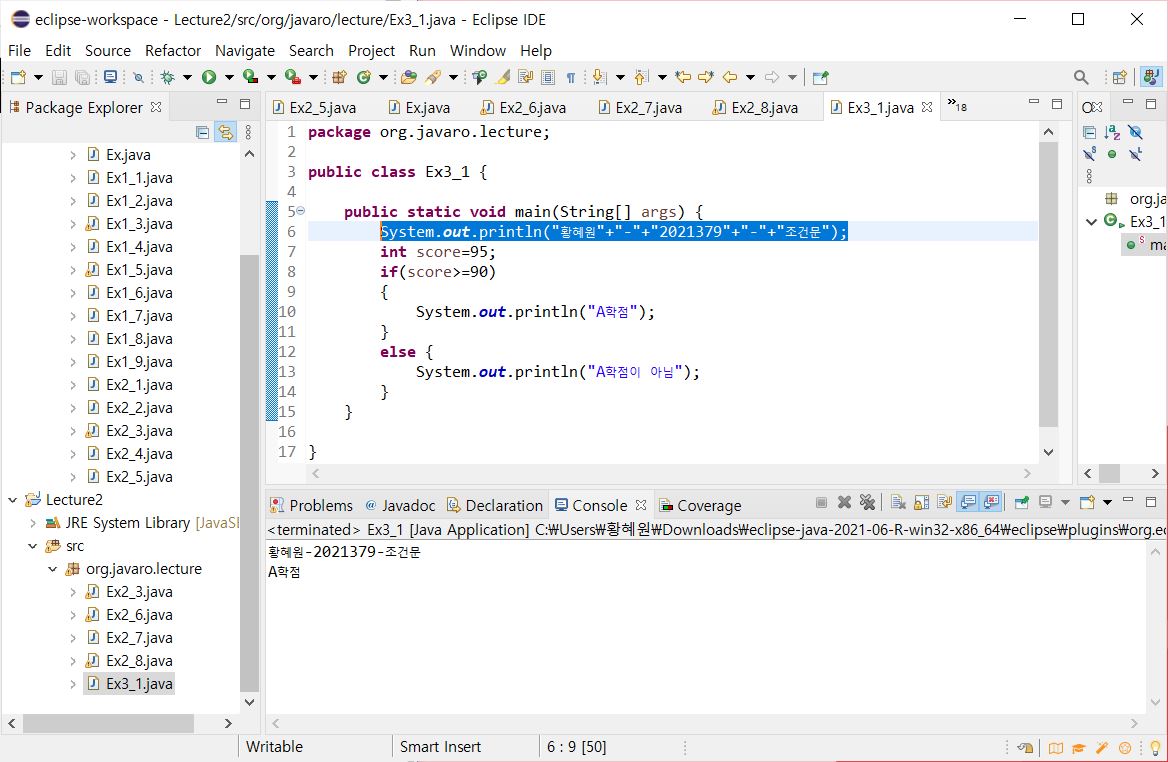 eclipse-workspace - Lecture2/src/org/javaro/lecture/Ex3_1.java - Eclipse IDE
File Edit Source Refactor Navigate Search Project Run Window Help
Package Explorer
Ex.java
Ex1_1.java
Ex1_2.java
Ex1_3.java
Ex1_4.java
Ex1_5.java
Ex1_6.java
Ex1_7.java
Ex1_8.java
Ex1_9.java
Ex2_1.java
Ex2_2.java
Ex2_3.java
Ex2_4.java
Ex2_5.java
Lecture2
JRE System Library [JavaSE
src
org.javaro.lecture
Ex2_3.java
Ex2_6.java
Ex2_7.java
Ex2_8.java
Ex3_1.java
Ex2_5.java Ex.java Ex2_6.java Ex2_7.java Ex2_8.java Ex3_1.java »18
1 package org.javaro.lecture;
2
3 public class Ex3_1 {
4
5 public static void main(String[] args) {
6 System.out.println("황혜원"+"-"+"2021379"+"-"+"조건문");
7 int score=95;
8 if(score>=90)
9 {
10 System.out.println("A학점");
11 }
12 else {
13 System.out.println("A학점이 아님");
14 }
15 }
16
17 }
org.ja
Ex3_1
ma
Problems Javadoc Declaration Console Coverage
<terminated> Ex3_1 [Java Application] C:₩Users₩황혜원₩Downloads₩eclipse-java-2021-06-R-win32-x86_64₩eclipse₩plugins₩org.ec
황혜원-2021379-조건문
A학점
Writable Smart Insert 6 : 9 [50]